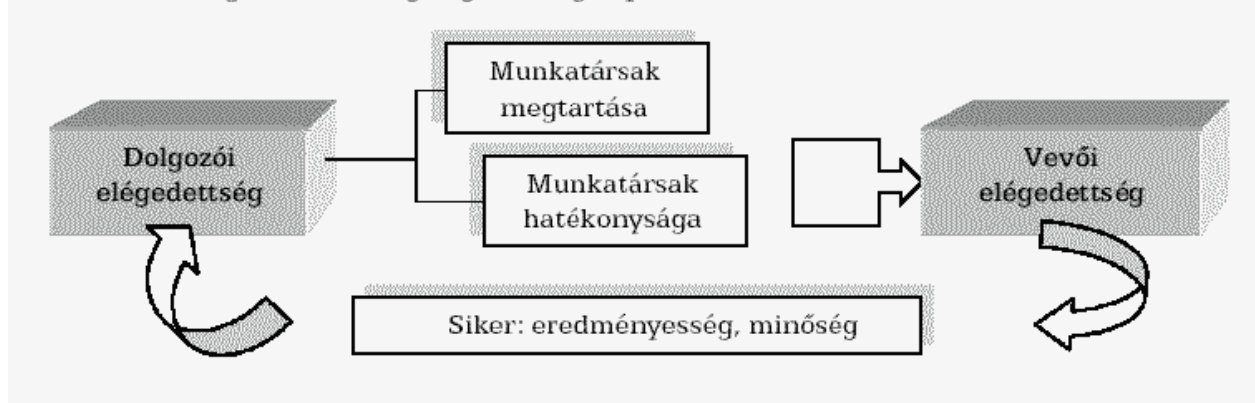 Dolgozói
elégedettség
Munkatársak
megtartása
Munkatársak
hatékonysága
Vevői
elégedettség
Siker: eredményesség, minőség